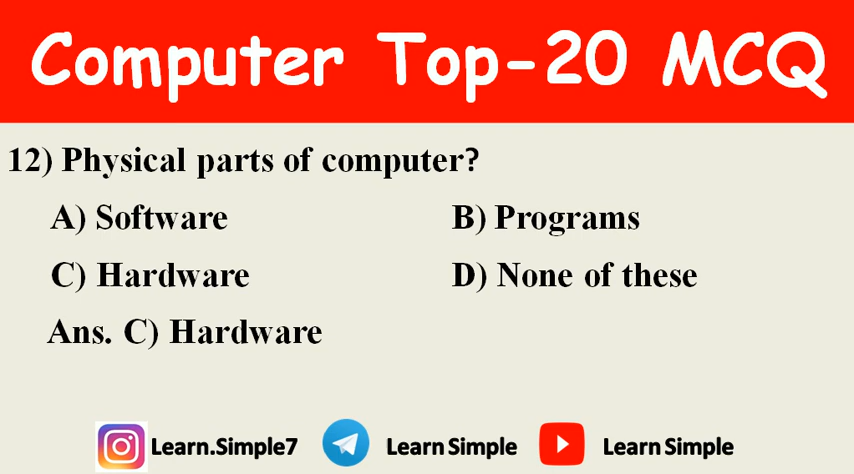 Computer Top-20 MCQ
12) Physical parts of computer?
A) Software B) Programs
C) Hardware D) None of these
Ans. C) Hardware
Learn.Simple7 Learn Simple Learn Simple